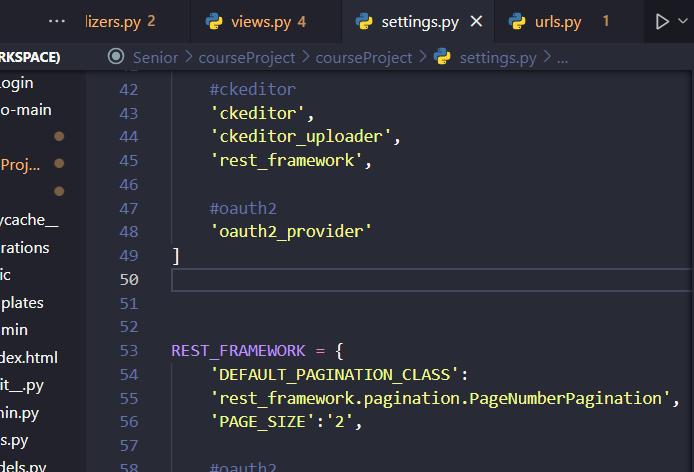 ... lizers.py 2 views.py 4 settings.py × urls.py 1
RKSPACE) Senior > courseProject > courseProject > settings.py > ...
ogin
o-main
Proj...
ycache__
rations
ic
plates
min
dex.html
it__.py
min.py
s.py
dels.py
42 #ckeditor
43 'ckeditor',
44 'ckeditor_uploader',
45 'rest_framework',
46
47 #oauth2
48 'oauth2_provider'
49 ]
50
51
52
53 REST_FRAMEWORK = {
54 'DEFAULT_PAGINATION_CLASS':
55 'rest_framework.pagination.PageNumberPagination',
56 'PAGE_SIZE':'2',
57
58 #oauth2